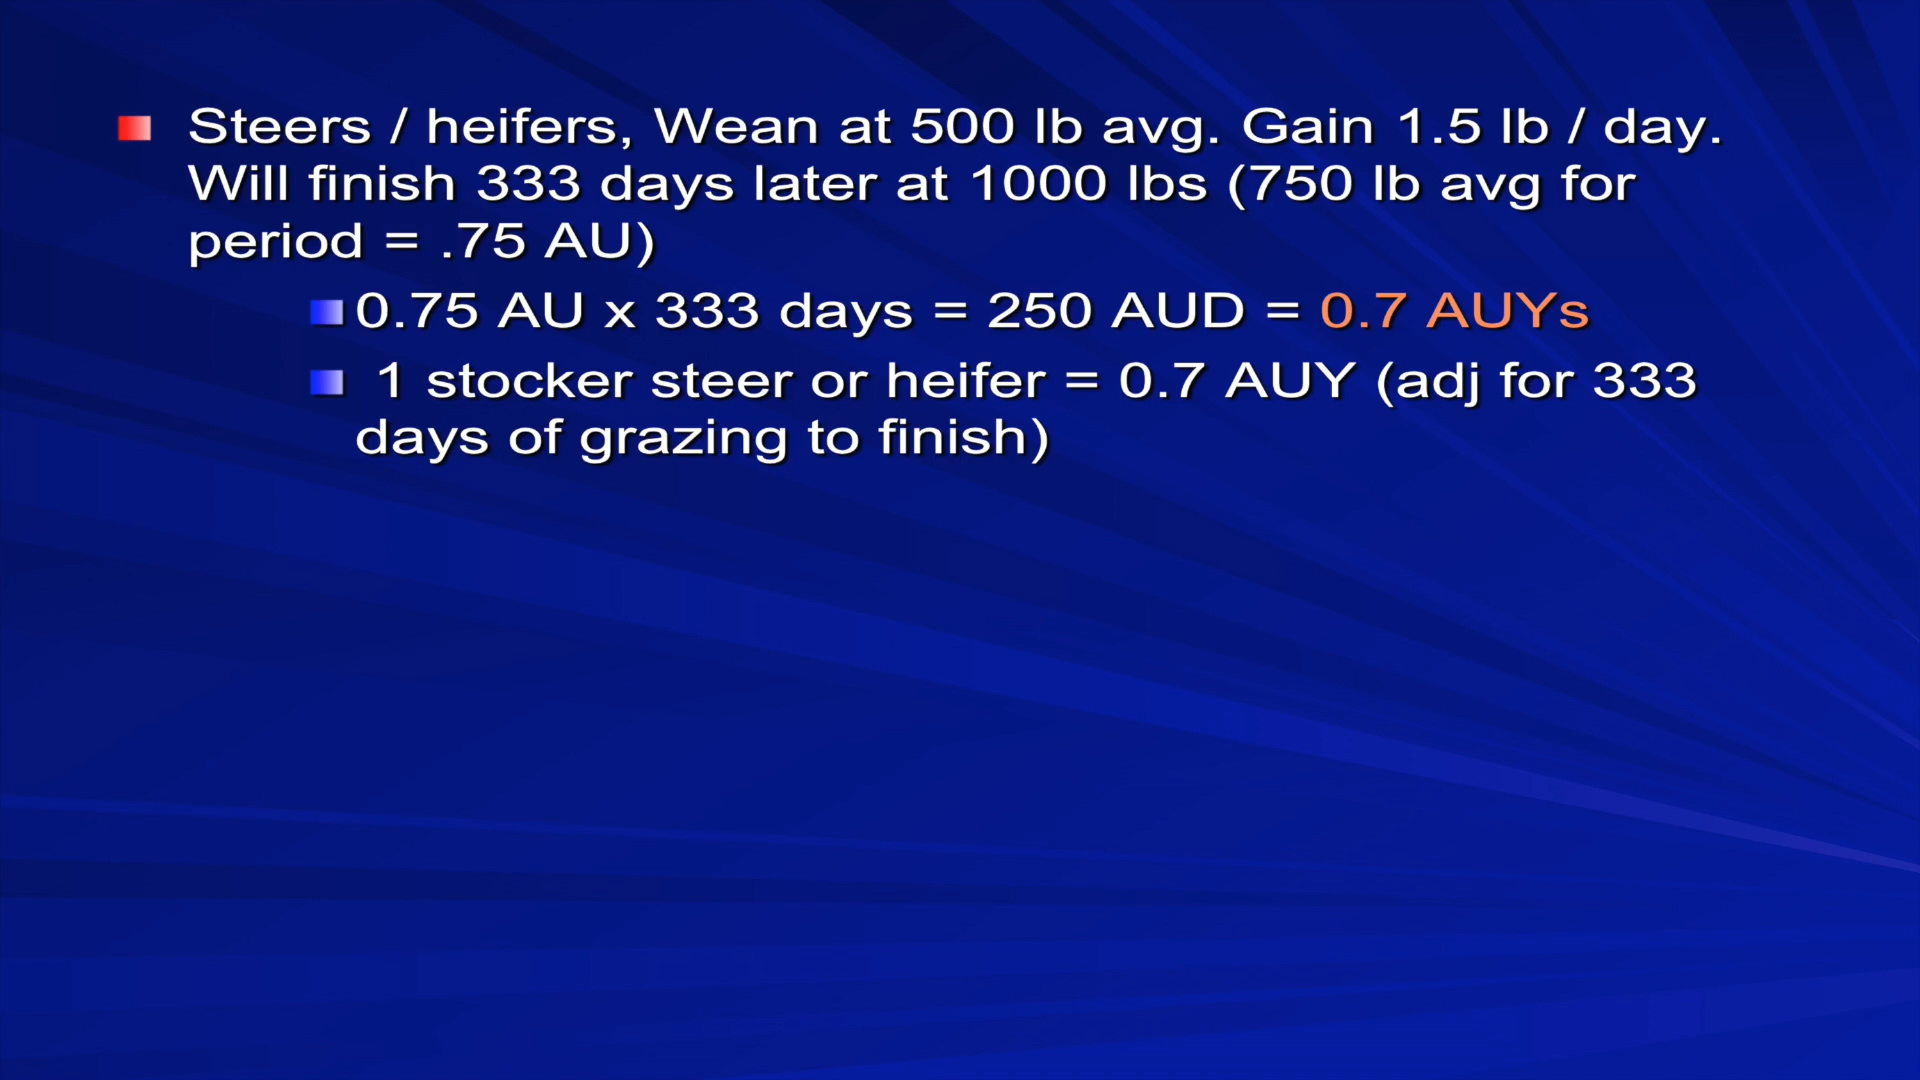 Steers / heifers, Wean at 500 lb avg. Gain 1.5 lb / day.
Will finish 333 days later at 1000 lbs (750 lb avg for
period = .75 AU)
0.75 AU x 333 days = 250 AUD = 0.7 AUYs
1 stocker steer or heifer = 0.7 AUY (adj for 333
days of grazing to finish)